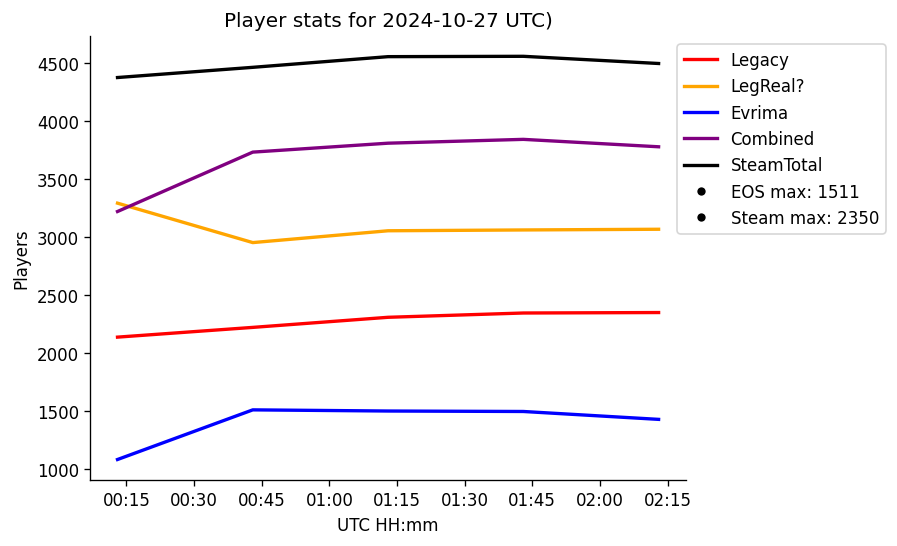 Player stats for 2024-10-27 UTC)
Players
4500
4000
3500
3000
2500
2000
1500
1000
00:15 00:30 00:45 01:00 01:15 01:30 01:45 02:00 02:15
UTC HH:mm
Legacy
LegReal?
Evrima
Combined
SteamTotal
EOS max: 1511
Steam max: 2350